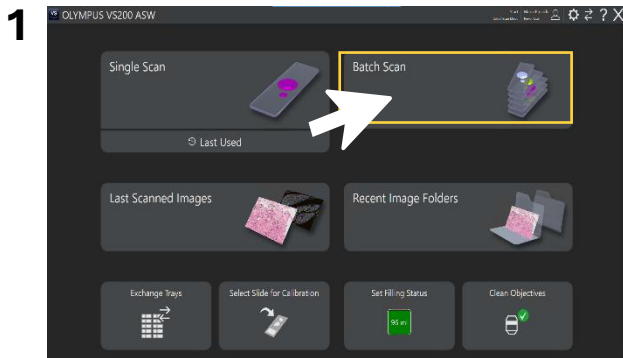 1
VS OLYMPUS VS200 ASW
? X
Single Scan
Batch Scan
Last Used
Last Scanned Images
Recent Image Folders
Exchange Trays
Select Slide for Calibration
Set Filling Status
Clean Objectives